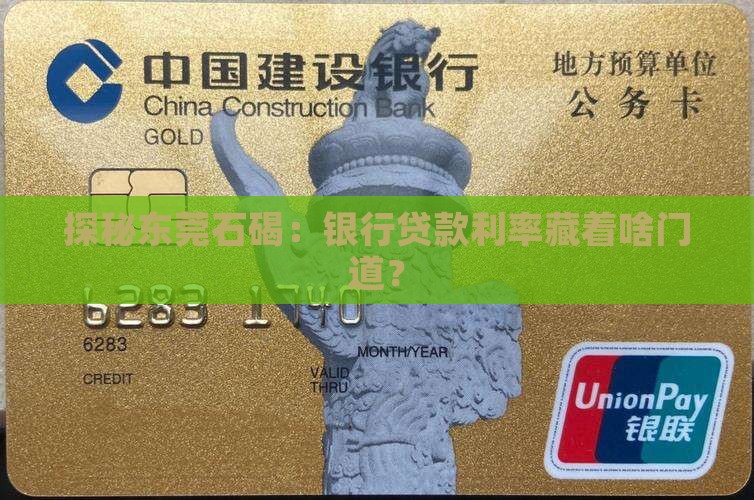 中国建设银行
China Construction Bank
GOLD
地方预算单位
公务卡
探秘东莞石碣：银行贷款利率藏着啥门
道？
6283 1740
6283
MONTH/YEAR
CREDIT
VALID
THRU
UnionPay
银联